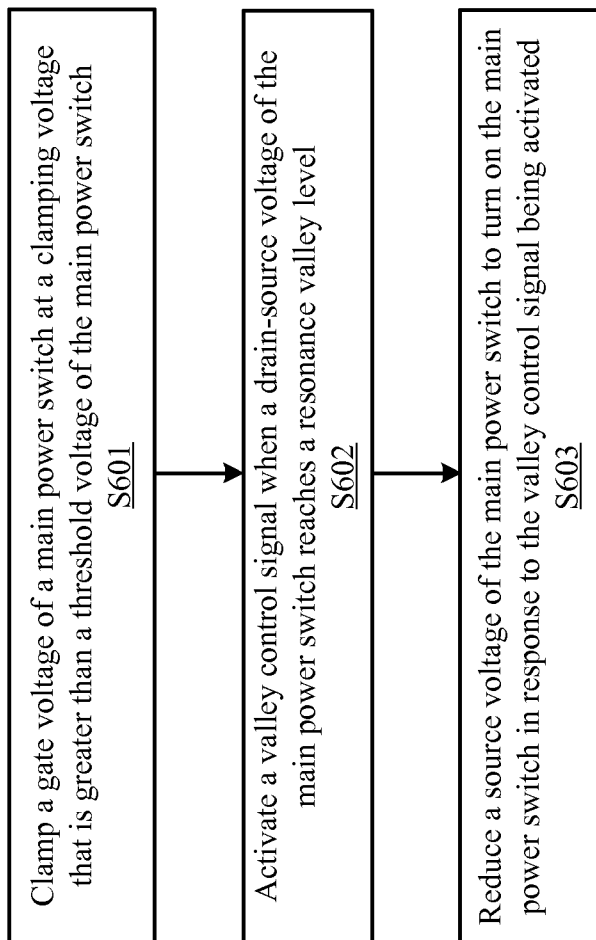 Clamp a gate voltage of a main power switch at a clamping voltage
that is greater than a threshold voltage of the main power switch
S601
Activate a valley control signal when a drain-source voltage of the
main power switch reaches a resonance valley level
S602
Reduce a source voltage of the main power switch to turn on the main
power switch in response to the valley control signal being activated
S603